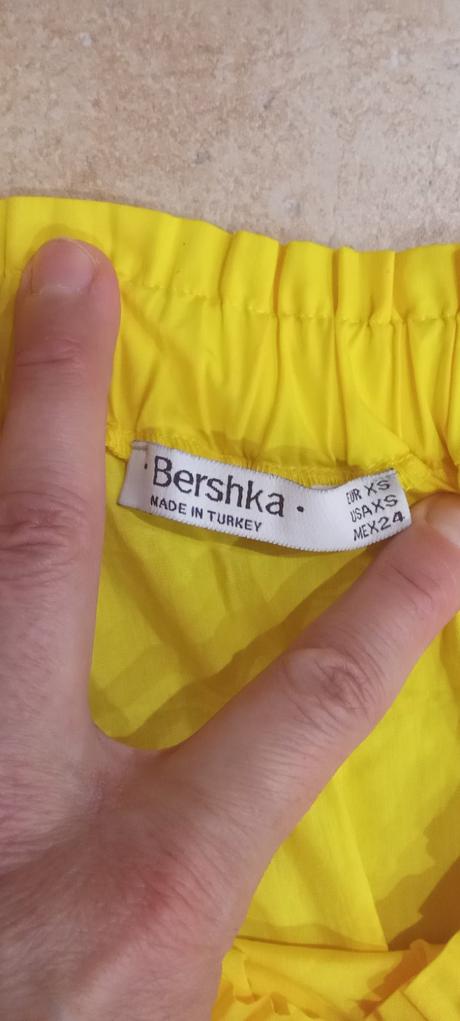 ·Bershka·
MADE IN TURKEY
EUR XS
USA XS
MEX 24